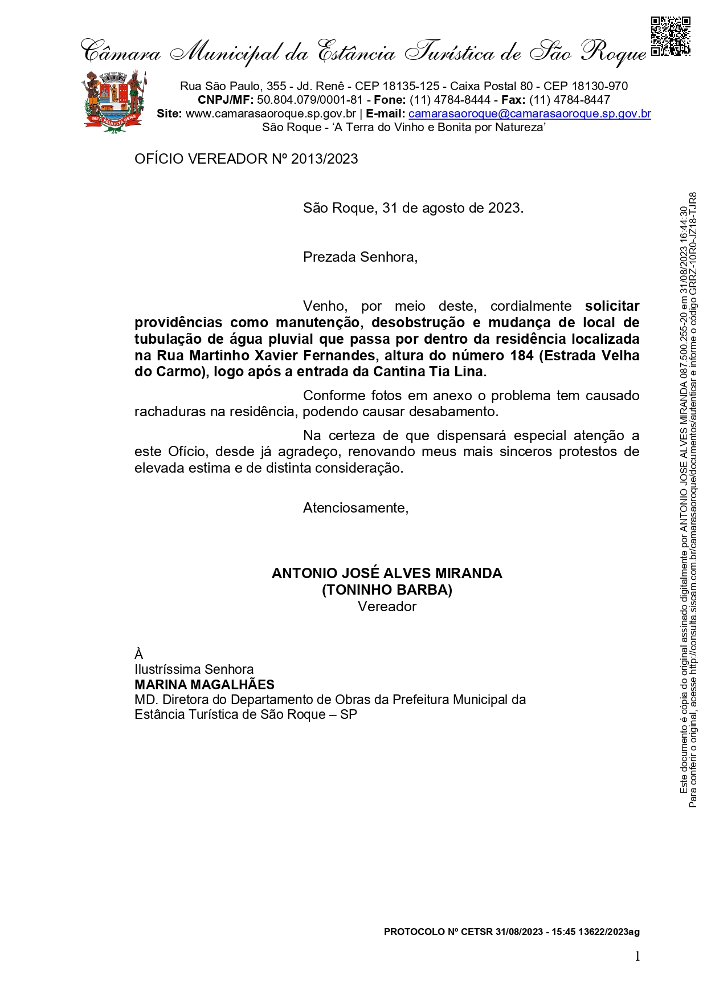 Câmara Municipal da Estância Turística de São Roque
MEA PAULISTA GENS
Rua São Paulo, 355 - Jd. Renê - CEP 18135-125 - Caixa Postal 80 - CEP 18130-970
CNPJ/MF: 50.804.079/0001-81 - Fone: (11) 4784-8444 - Fax: (11) 4784-8447
Site: www.camarasaoroque.sp.gov.br | E-mail: camarasaoroque@camarasaoroque.sp.gov.br
São Roque - ‘A Terra do Vinho e Bonita por Natureza’
OFÍCIO VEREADOR Nº 2013/2023
São Roque, 31 de agosto de 2023.
Prezada Senhora,
Venho, por meio deste, cordialmente solicitar
providências como manutenção, desobstrução e mudança de local de
tubulação de água pluvial que passa por dentro da residência localizada
na Rua Martinho Xavier Fernandes, altura do número 184 (Estrada Velha
do Carmo), logo após a entrada da Cantina Tia Lina.
Conforme fotos em anexo o problema tem causado
rachaduras na residência, podendo causar desabamento.
Na certeza de que dispensará especial atenção a
este Ofício, desde já agradeço, renovando meus mais sinceros protestos de
elevada estima e de distinta consideração.
Atenciosamente,
ANTONIO JOSÉ ALVES MIRANDA
(TONINHO BARBA)
Vereador
À
Ilustríssima Senhora
MARINA MAGALHÃES
MD. Diretora do Departamento de Obras da Prefeitura Municipal da
Estância Turística de São Roque – SP
PROTOCOLO Nº CETSR 31/08/2023 - 15:45 13622/2023ag
1
Este documento é cópia do original assinado digitalmente por ANTONIO JOSE ALVES MIRANDA 087.500.255-20 em 31/08/2023 16:44:30
Para conferir o original, acesse http://consulta.siscam.com.br/camarasaoroque/documentos/autenticar e informe o código GRRZ-10R0-JZ18-TJR8